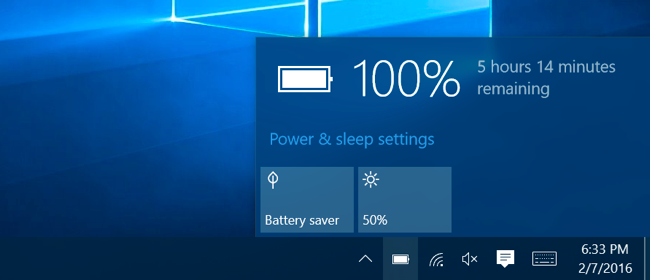 100%
5 hours 14 minutes
remaining
Power & sleep settings
Battery saver
50%
6:33 PM
2/7/2016